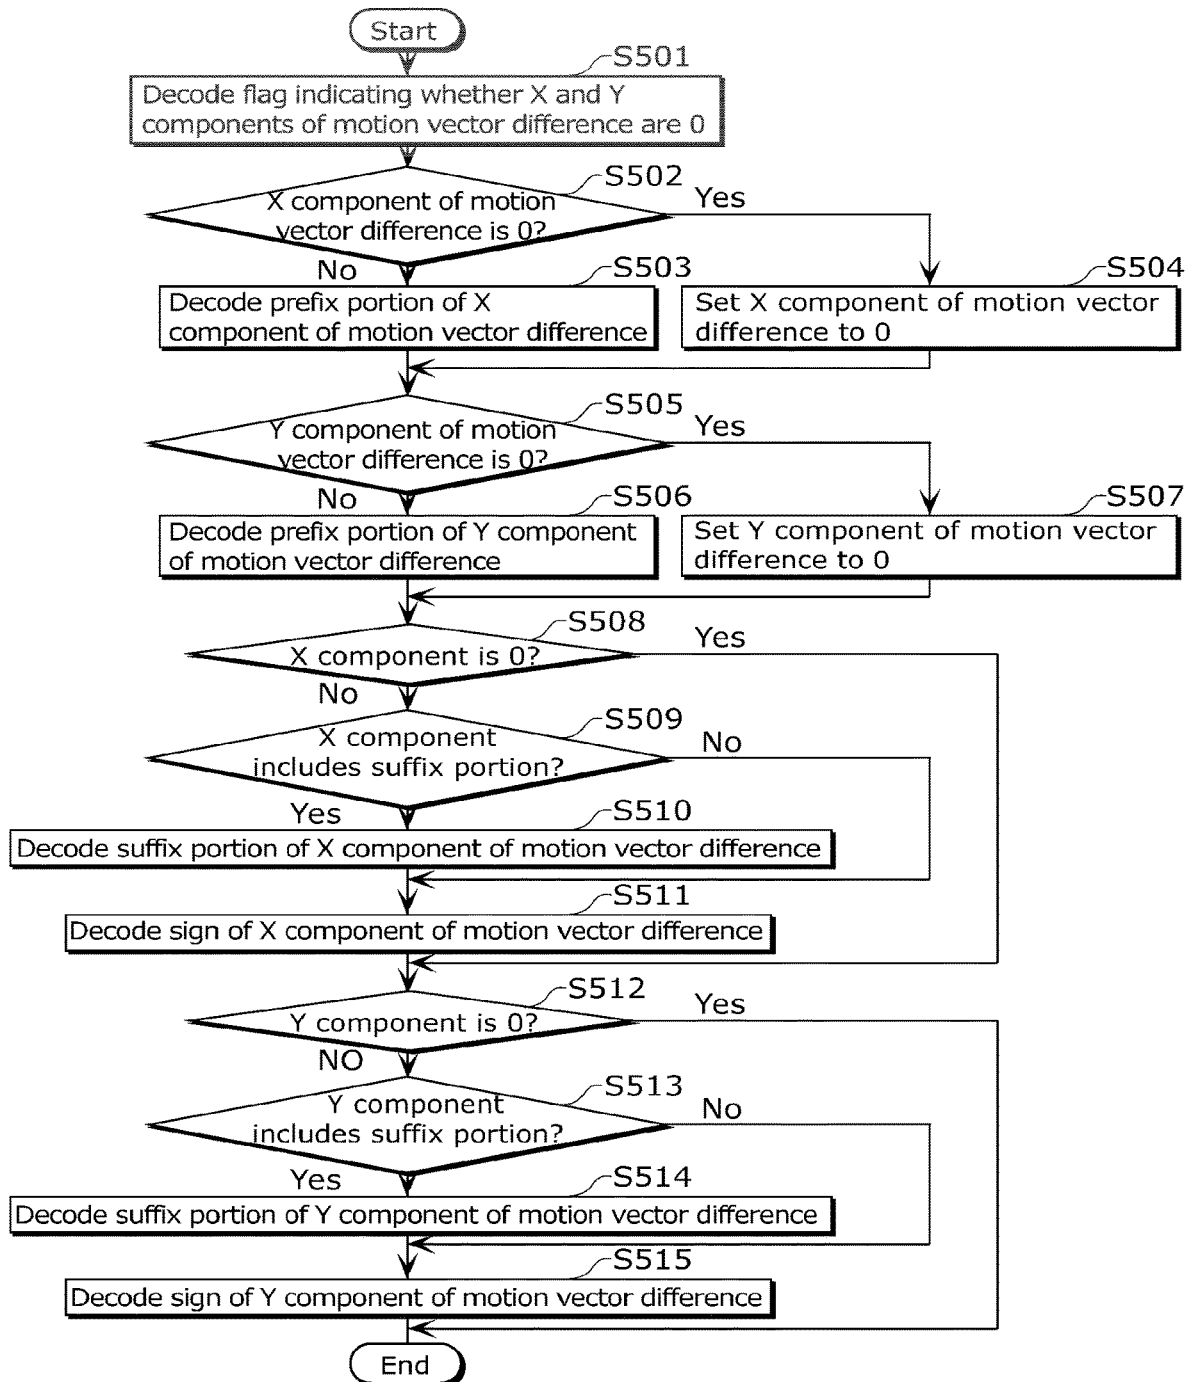 Start
S501
Decode flag indicating whether X and Y
components of motion vector difference are 0
S502
X component of motion
vector difference is 0?
Yes
No
S503
Decode prefix portion of X
component of motion vector difference
S504
Set X component of motion vector
difference to 0
S505
Y component of motion
vector difference is 0?
Yes
No
S506
Decode prefix portion of Y component
of motion vector difference
S507
Set Y component of motion vector
difference to 0
S508
X component is 0?
Yes
No
S509
X component
includes suffix portion?
No
Yes
S510
Decode suffix portion of X component of motion vector difference
S511
Decode sign of X component of motion vector difference
S512
Y component is 0?
Yes
NO
S513
Y component
includes suffix portion?
No
Yes
S514
Decode suffix portion of Y component of motion vector difference
S515
Decode sign of Y component of motion vector difference
End